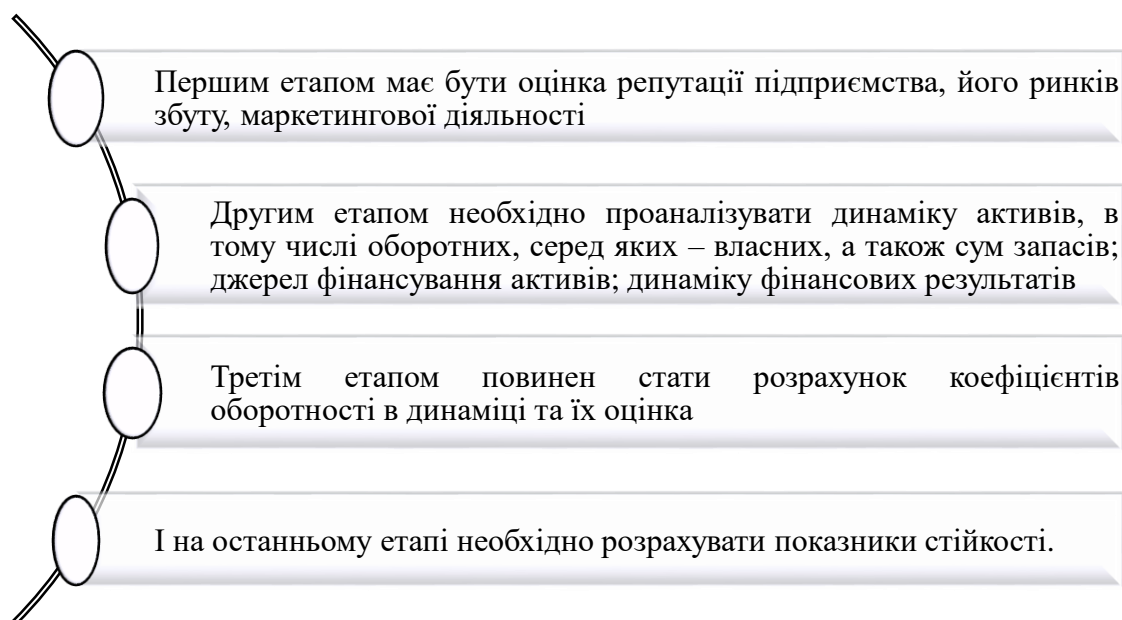 Першим етапом має бути оцінка репутації підприємства, його ринків
збуту, маркетингової діяльності
Другим етапом необхідно проаналізувати динаміку активів, в
тому числі оборотних, серед яких – власних, а також сум запасів;
джерел фінансування активів; динаміку фінансових результатів
Третім етапом повинен стати розрахунок коефіцієнтів
оборотності в динаміці та їх оцінка
І на останньому етапі необхідно розрахувати показники стійкості.